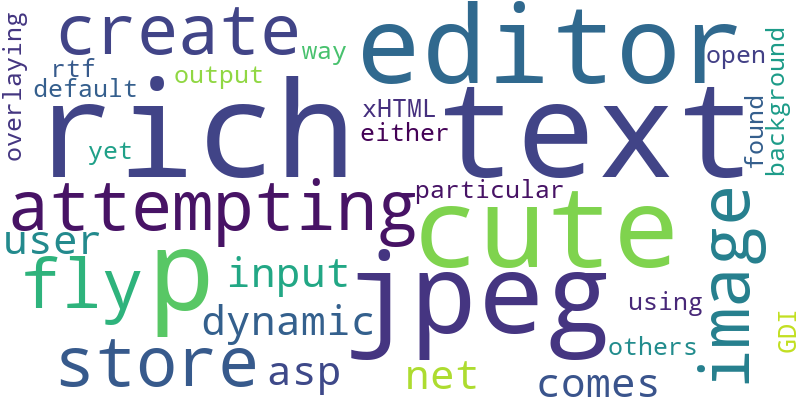 create
way
editor
open
rtf
output
default
overlaying
background
rich
text
xHTML
either
found
yet
attempting
particular
cute
user
image
fly
p
input
jpeg
using
dynamic
GDI
others
store
asp
net
comes